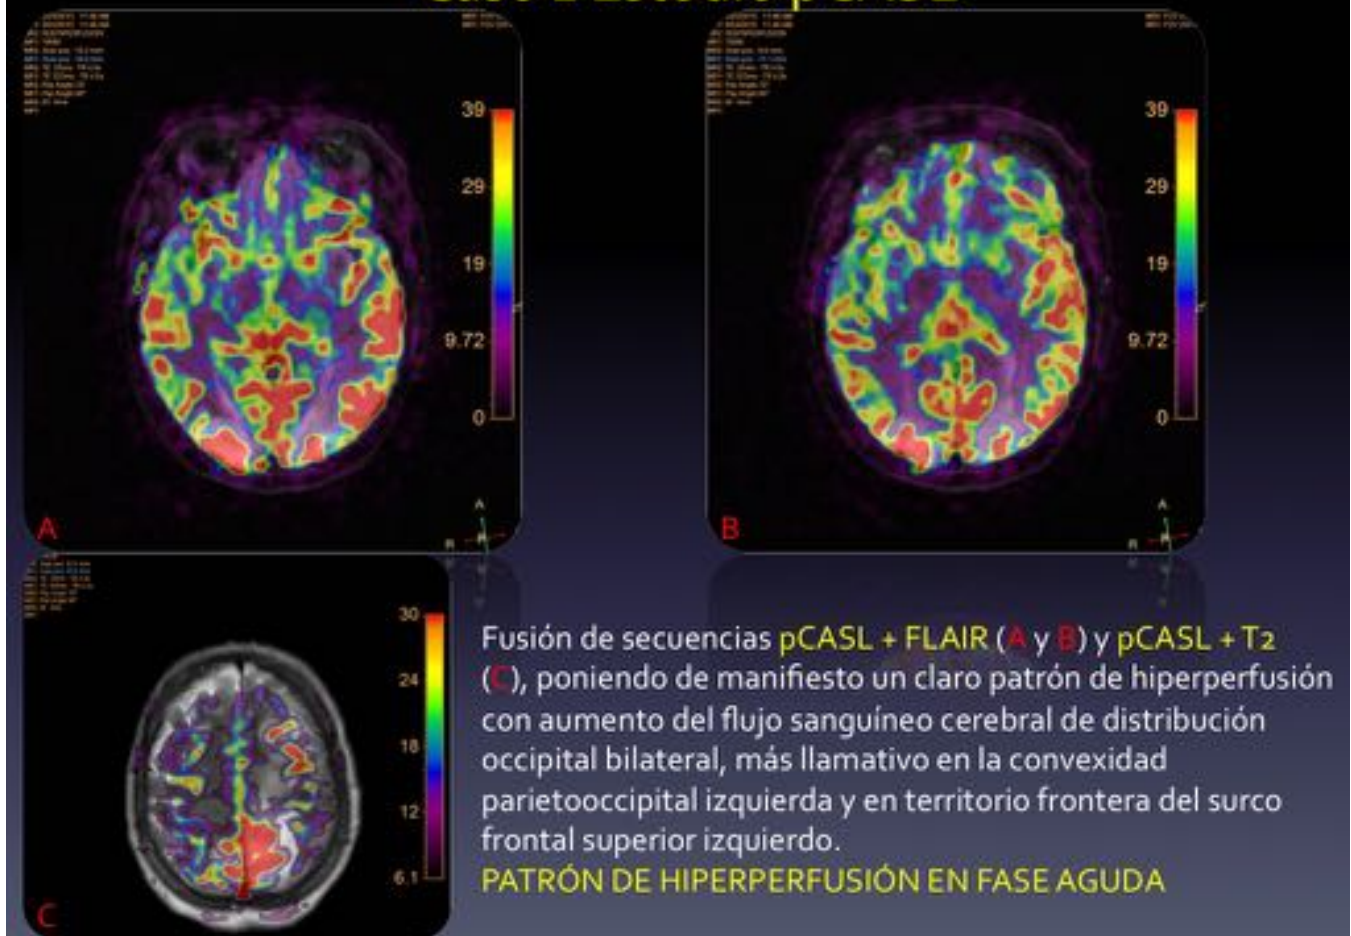 39
29
19
9.72
0
A
A
R
39
29
19
9.72
0
B
A
R
30
24
18
12
6.1
C
Fusión de secuencias pCASL + FLAIR (A y B) y pCASL + T2
(C), poniendo de manifiesto un claro patrón de hiperperfusión
con aumento del flujo sanguíneo cerebral de distribución
occipital bilateral, más llamativo en la convexidad
parietooccipital izquierda y en territorio frontera del surco
frontal superior izquierdo.
PATRÓN DE HIPERPERFUSIÓN EN FASE AGUDA